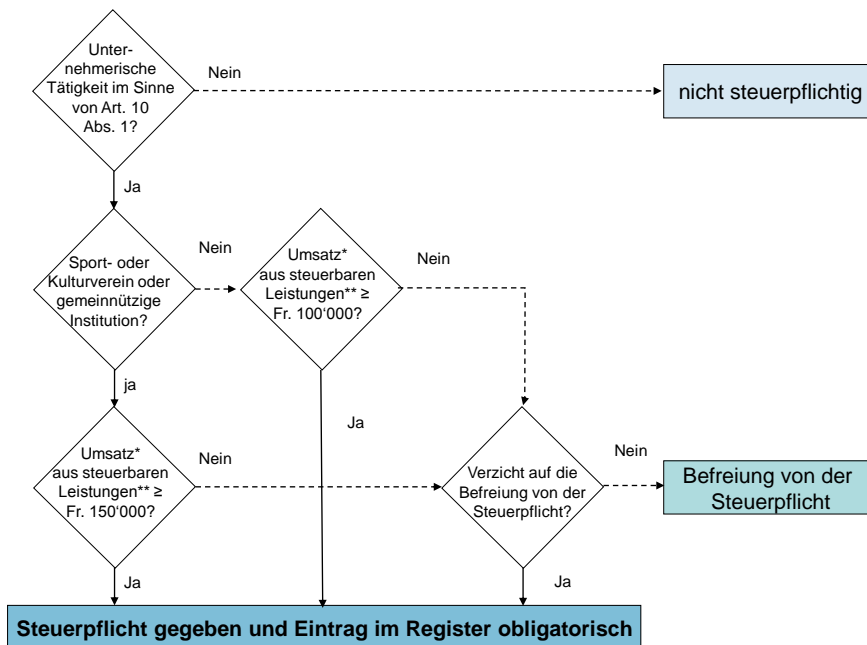 Unter-
nehmerische
Tätigkeit im Sinne
von Art. 10
Abs. 1?
Nein
nicht steuerpflichtig
Ja
Sport- oder
Kulturverein oder
gemeinnützige
Institution?
Nein
Umsatz*
aus steuerbaren
Leistungen** ≥
Fr. 100‘000?
Nein
ja
Ja
Umsatz*
aus steuerbaren
Leistungen** ≥
Fr. 150‘000?
Nein
Verzicht auf die
Befreiung von der
Steuerpflicht?
Nein
Befreiung von der
Steuerpflicht
Ja
Ja
Steuerpflicht gegeben und Eintrag im Register obligatorisch